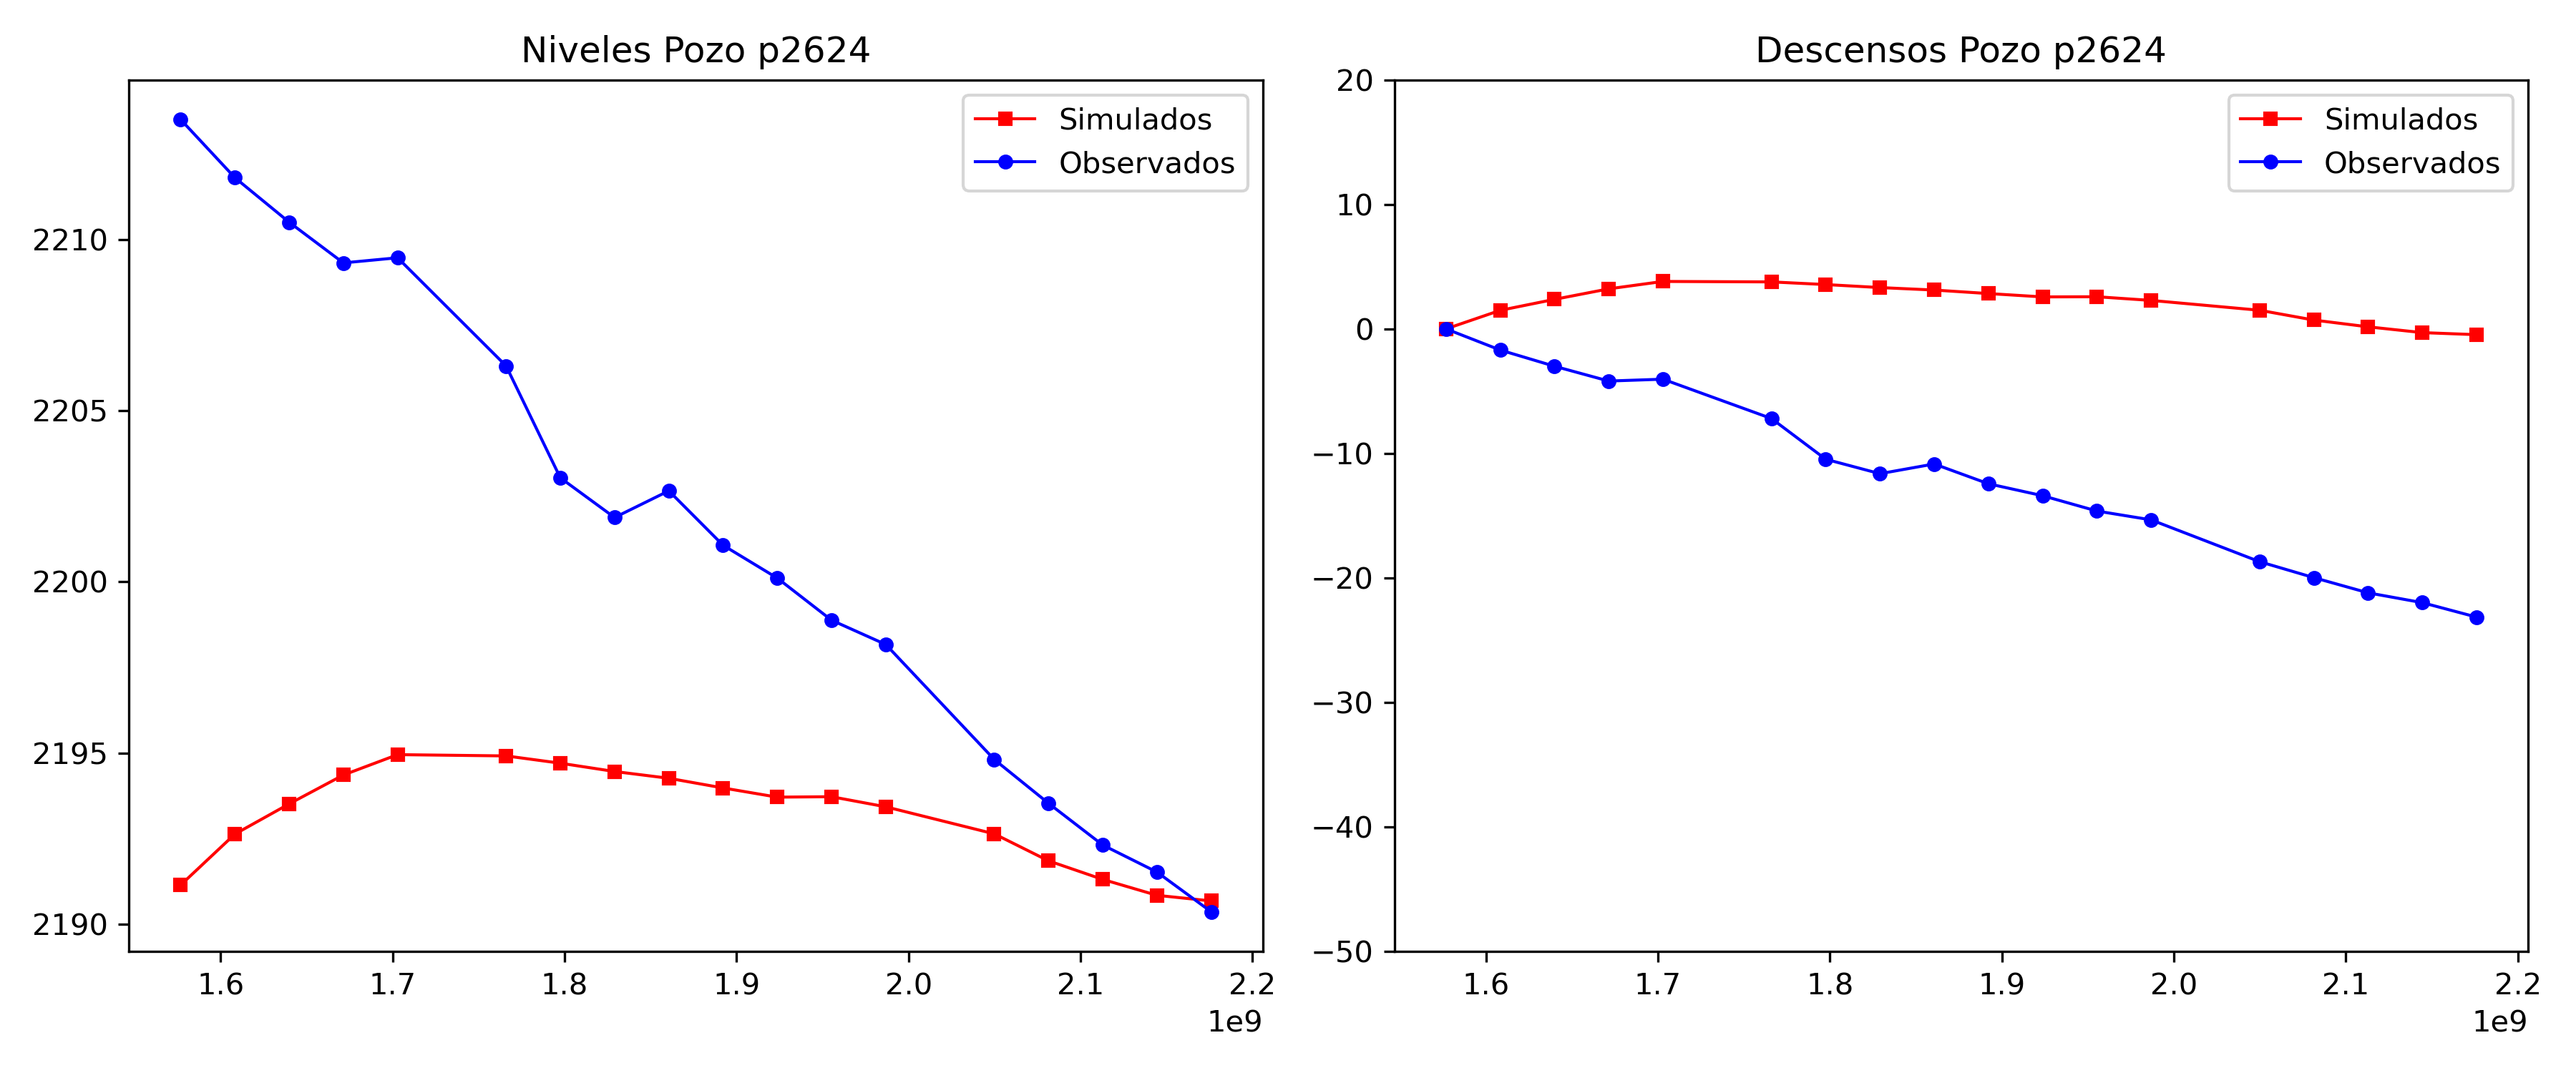 Niveles Pozo p2624
Simulados
Observados
2210
2205
2200
2195
2190
1.6 1.7 1.8 1.9 2.0 2.1 2.2
1e9
Descensos Pozo p2624
Simulados
Observados
20
10
0
−10
−20
−30
−40
−50
1.6 1.7 1.8 1.9 2.0 2.1 2.2
1e9